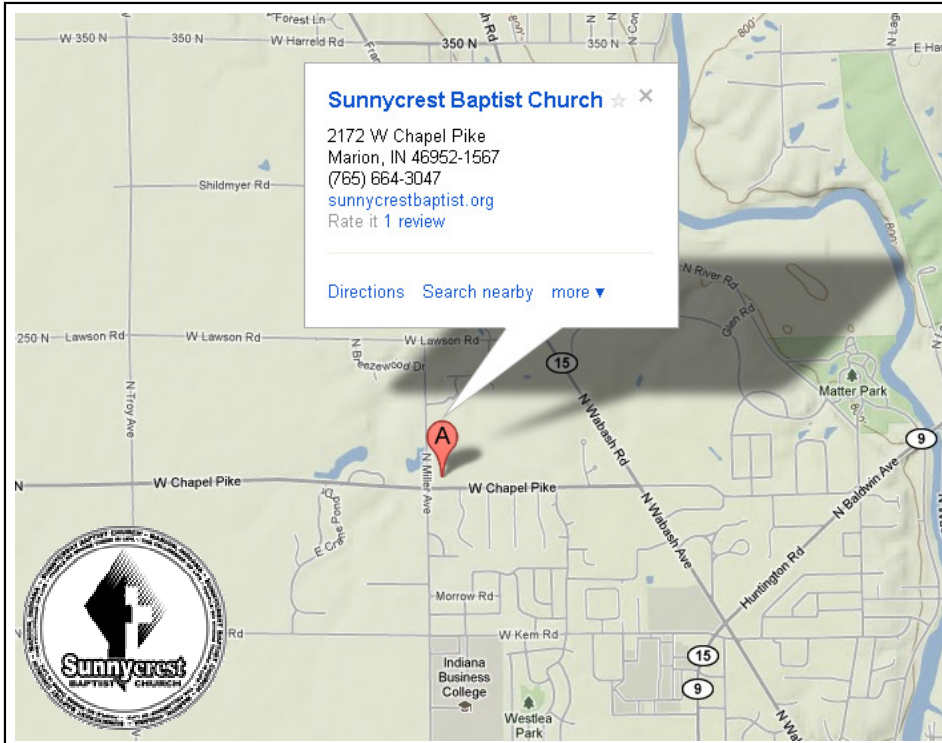 Forest Ln
W 350 N
350 N
W Harreld Rd
350 N
350 N
Sunnycrest Baptist Church
2172 W Chapel Pike
Marion, IN 46952-1567
(765) 664-3047
sunnycrestbaptist.org
Rate it 1 review
Directions Search nearby more ▼
800'
800'
Shildmyer Rd
N River Rd
Glen Rd
250 N
Lawson Rd
W Lawson Rd
W Lawson Rd
N Breezewood Dr
15
N Troy Ave
Matter Park
9
A
N Wabash Rd
N Miller Ave
W Chapel Pike
W Chapel Pike
N Baldwin Ave
E Crane Pond
N Wabash Ave
Huntington Rd
Morrow Rd
Rd
W Kem Rd
15
9
Indiana
Business
College
Westlea
Park
Sunnycrest
BAPTIST CHURCH